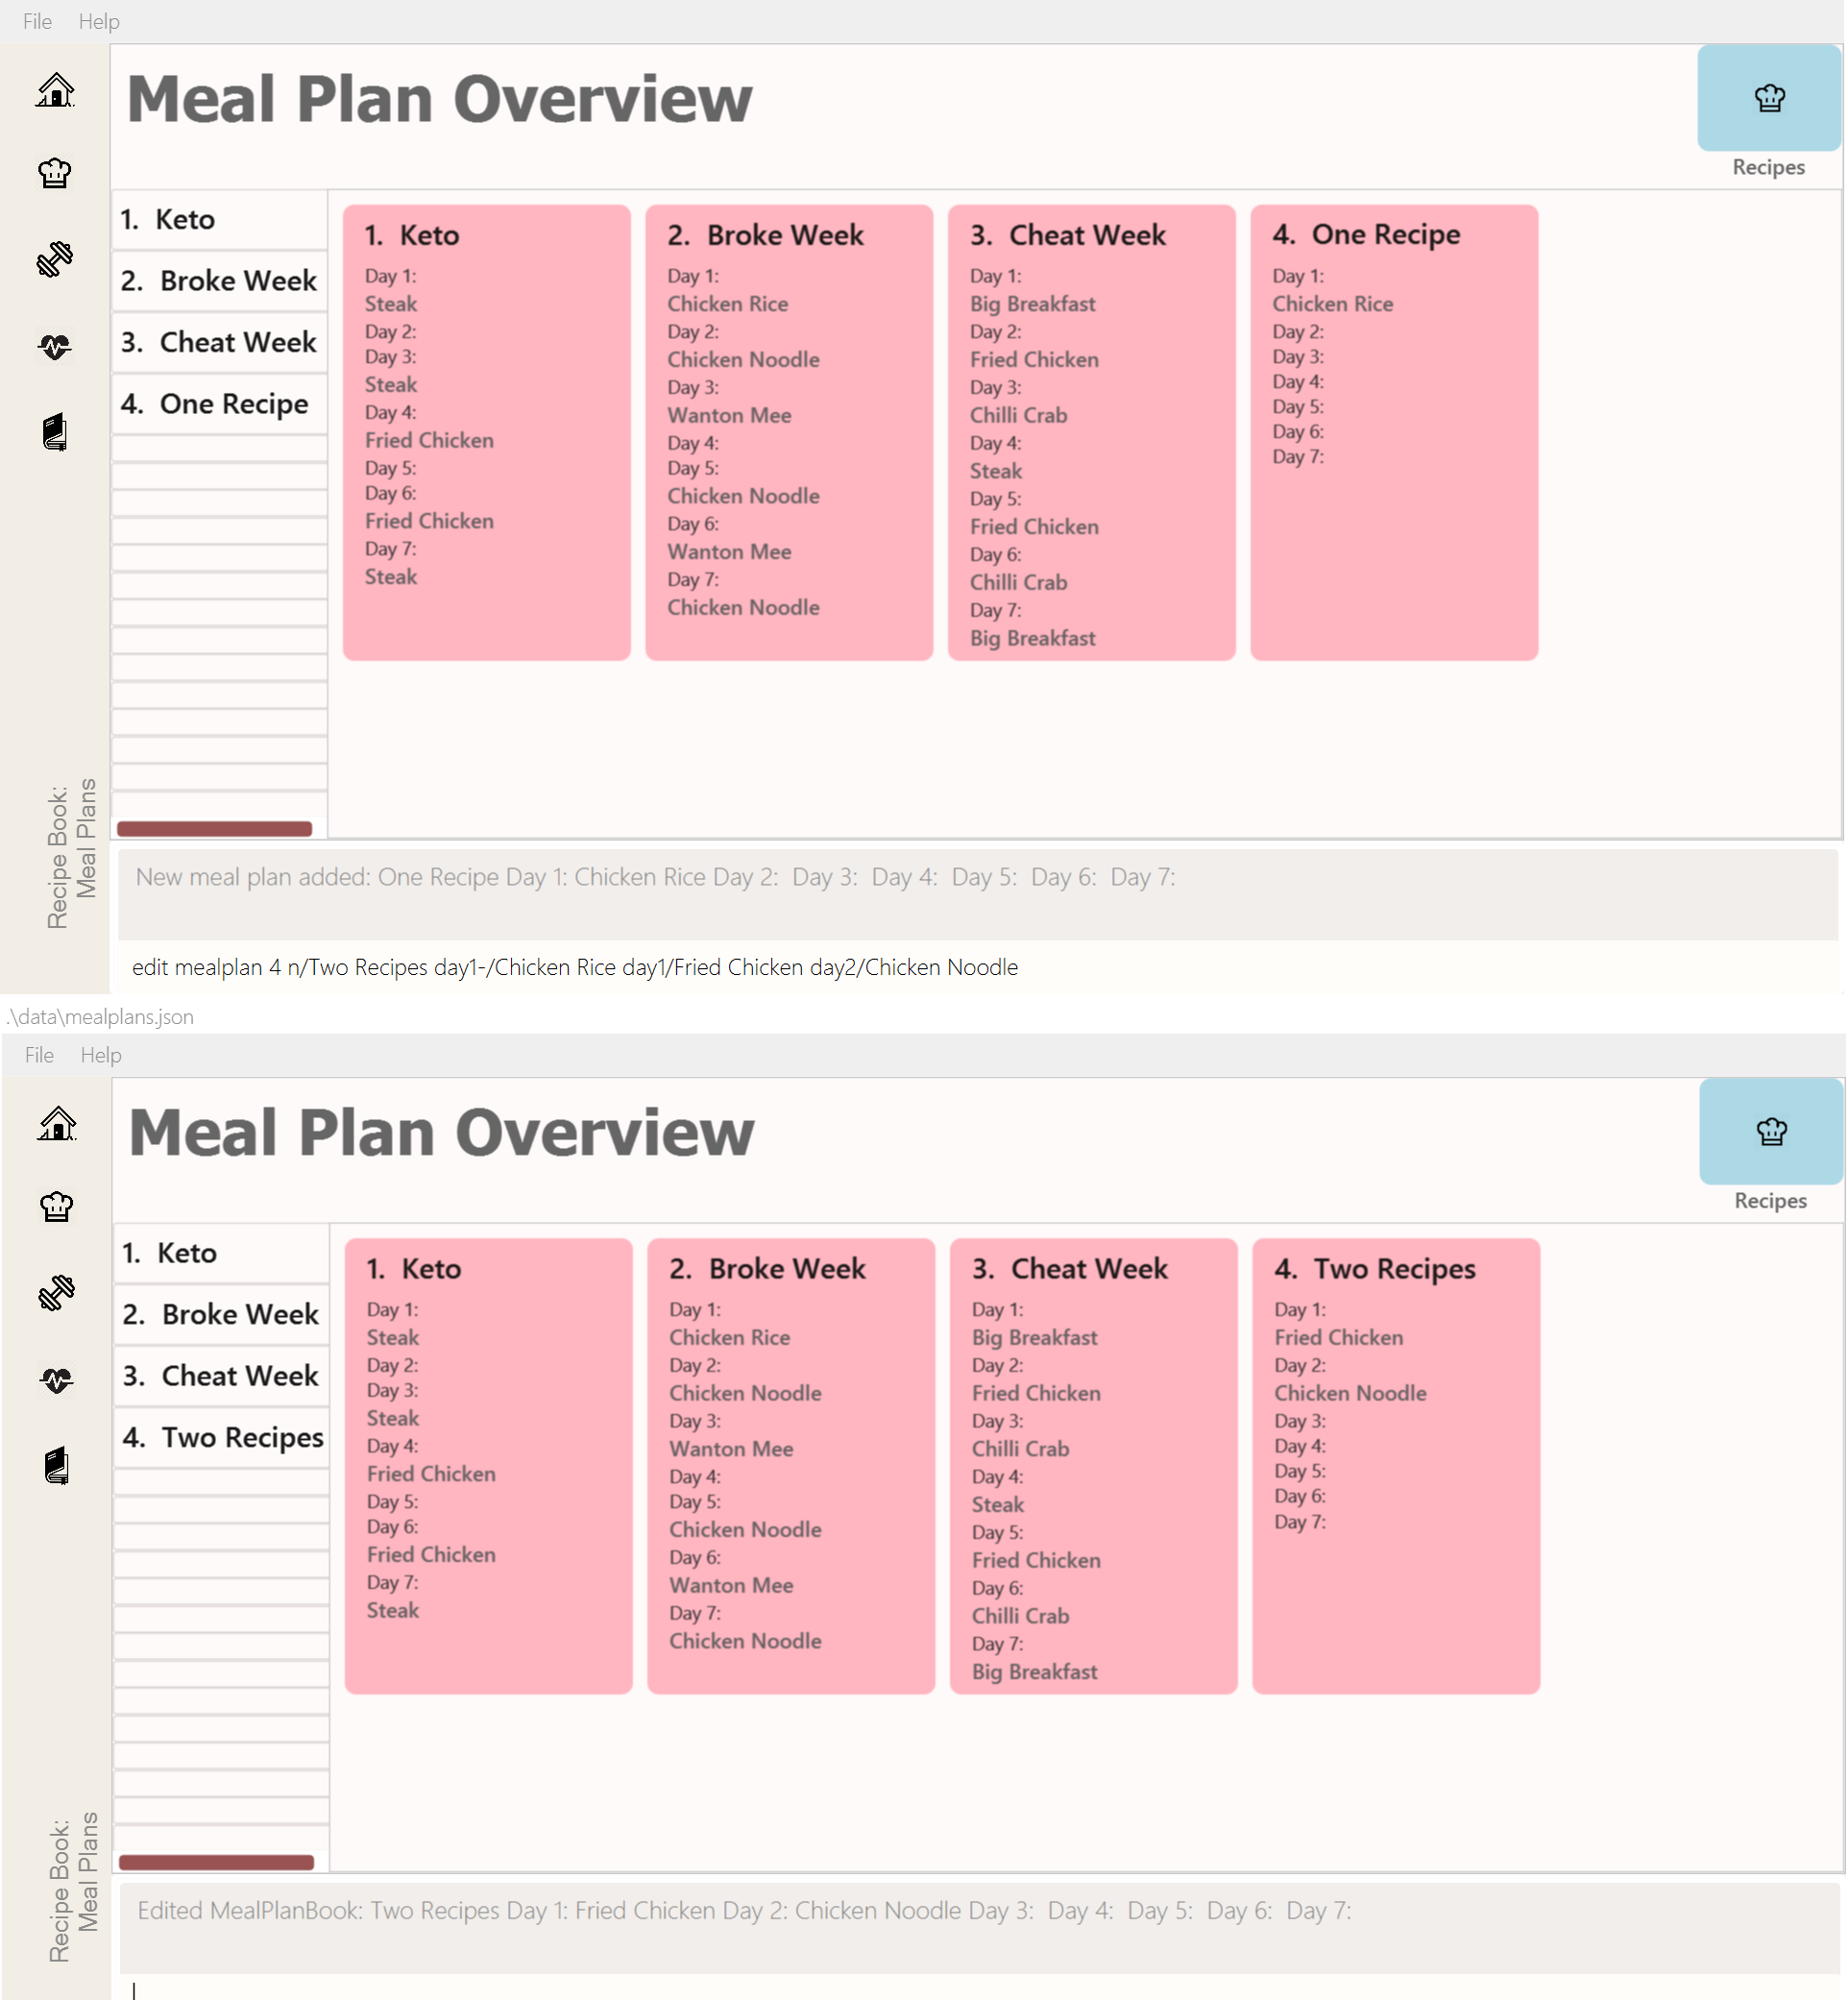 File Help
Meal Plan Overview
Recipes
1. Keto
2. Broke Week
3. Cheat Week
4. One Recipe
1. Keto
Day 1:
Steak
Day 2:
Day 3:
Steak
Day 4:
Fried Chicken
Day 5:
Day 6:
Fried Chicken
Day 7:
Steak
2. Broke Week
Day 1:
Chicken Rice
Day 2:
Chicken Noodle
Day 3:
Wanton Mee
Day 4:
Day 5:
Chicken Noodle
Day 6:
Wanton Mee
Day 7:
Chicken Noodle
3. Cheat Week
Day 1:
Big Breakfast
Day 2:
Fried Chicken
Day 3:
Chilli Crab
Day 4:
Steak
Day 5:
Fried Chicken
Day 6:
Chilli Crab
Day 7:
Big Breakfast
4. One Recipe
Day 1:
Chicken Rice
Day 2:
Day 3:
Day 4:
Day 5:
Day 6:
Day 7:
Recipe Book:
Meal Plans
New meal plan added: One Recipe Day 1: Chicken Rice Day 2: Day 3: Day 4: Day 5: Day 6: Day 7:
edit mealplan 4 n/Two Recipes day1-/Chicken Rice day1/Fried Chicken day2/Chicken Noodle
.\data\mealplans.json
File Help
Meal Plan Overview
Recipes
1. Keto
2. Broke Week
3. Cheat Week
4. Two Recipes
1. Keto
Day 1:
Steak
Day 2:
Day 3:
Steak
Day 4:
Fried Chicken
Day 5:
Day 6:
Fried Chicken
Day 7:
Steak
2. Broke Week
Day 1:
Chicken Rice
Day 2:
Chicken Noodle
Day 3:
Wanton Mee
Day 4:
Day 5:
Chicken Noodle
Day 6:
Wanton Mee
Day 7:
Chicken Noodle
3. Cheat Week
Day 1:
Big Breakfast
Day 2:
Fried Chicken
Day 3:
Chilli Crab
Day 4:
Steak
Day 5:
Fried Chicken
Day 6:
Chilli Crab
Day 7:
Big Breakfast
4. Two Recipes
Day 1:
Fried Chicken
Day 2:
Chicken Noodle
Day 3:
Day 4:
Day 5:
Day 6:
Day 7:
Recipe Book:
Meal Plans
Edited MealPlanBook: Two Recipes Day 1: Fried Chicken Day 2: Chicken Noodle Day 3: Day 4: Day 5: Day 6: Day 7: